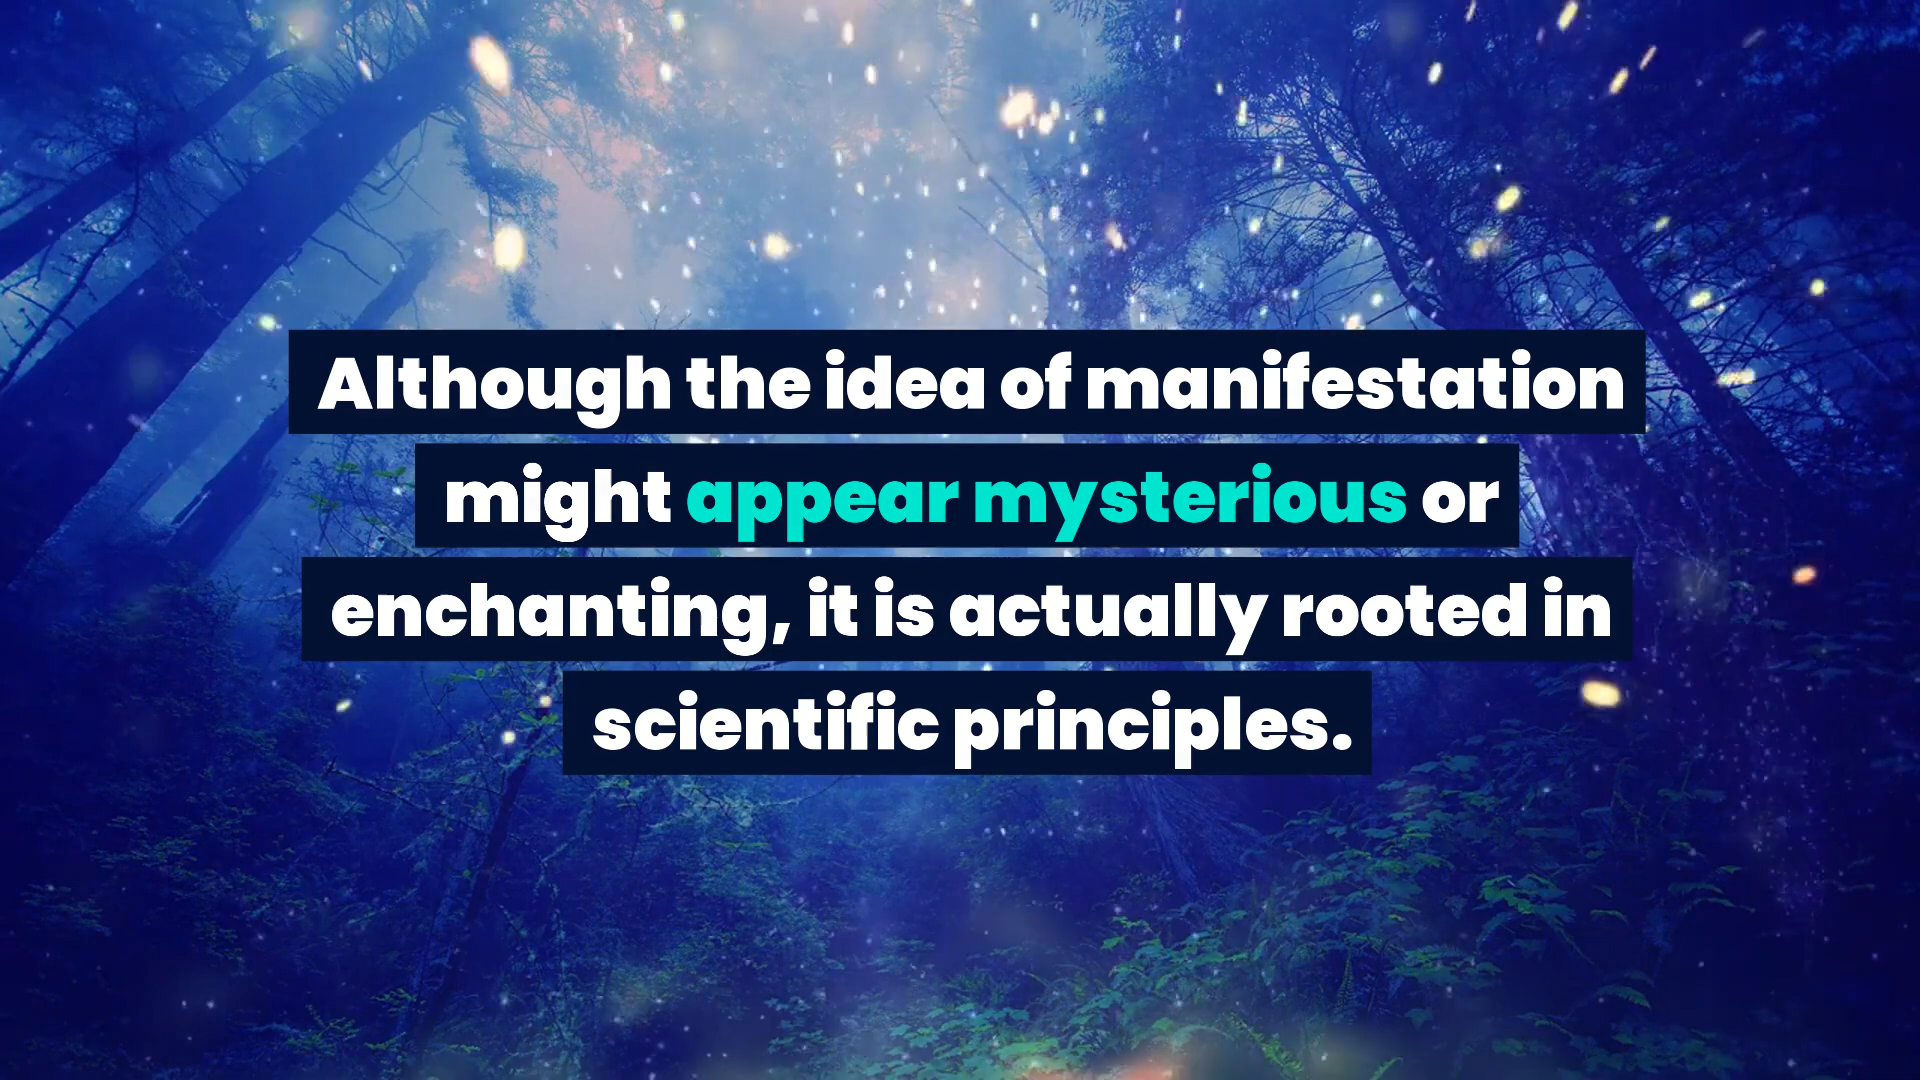 Although the idea of manifestation
might appear mysterious or
enchanting, it is actually rooted in
scientific principles.